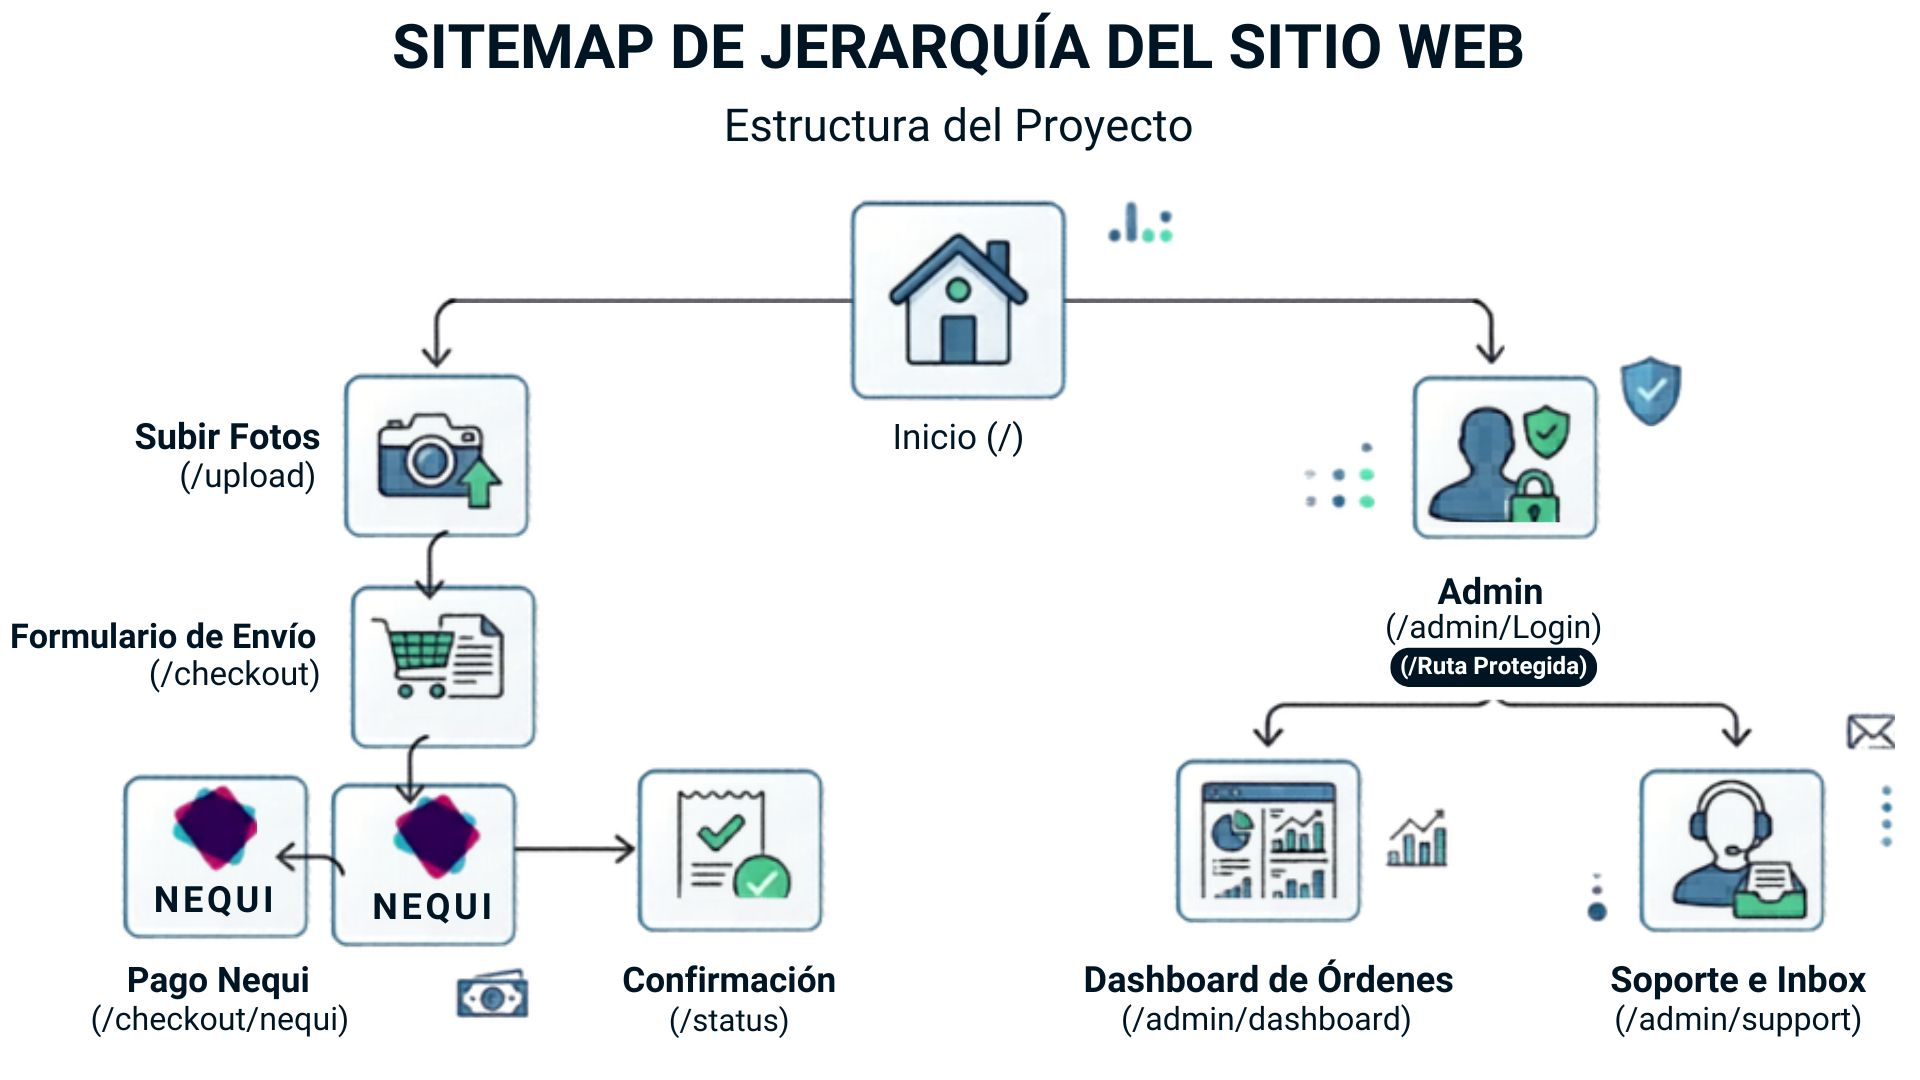 SITEMAP DE JERARQUÍA DEL SITIO WEB
Estructura del Proyecto
Inicio (/)
Subir Fotos
(/upload)
Formulario de Envío
(/checkout)
NEQUI
NEQUI
Pago Nequi
(/checkout/nequi)
Confirmación
(/status)
Admin
(/admin/Login)
(/Ruta Protegida)
Dashboard de Órdenes
(/admin/dashboard)
Soporte e Inbox
(/admin/support)